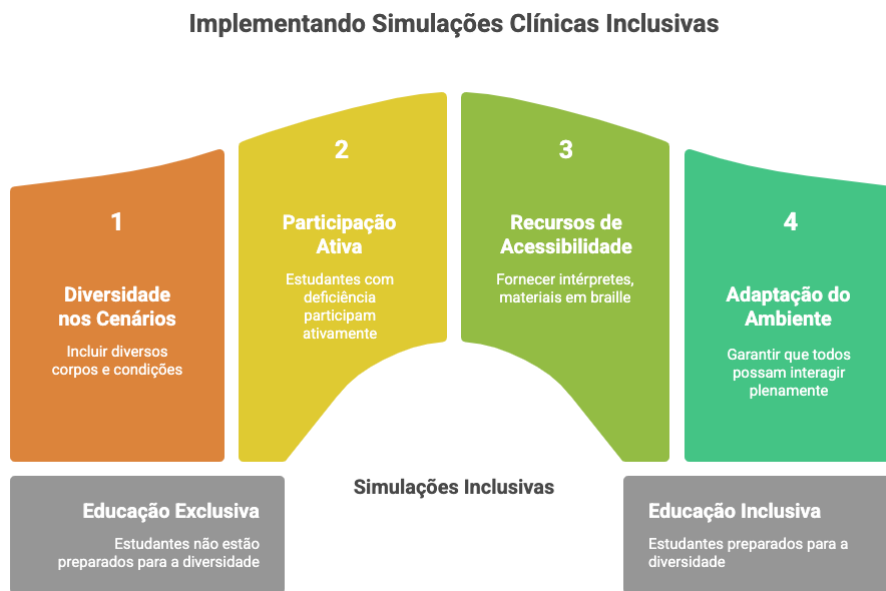 Implementando Simulações Clínicas Inclusivas
1
Diversidade
nos Cenários
Incluir diversos
corpos e condições
2
Participação
Ativa
Estudantes com
deficiência
participam
ativamente
3
Recursos de
Acessibilidade
Fornecer intérpretes,
materiais em braille
4
Adaptação do
Ambiente
Garantir que todos
possam interagir
plenamente
Educação Exclusiva
Estudantes não estão
preparados para a diversidade
Simulações Inclusivas
Educação Inclusiva
Estudantes preparados para a
diversidade